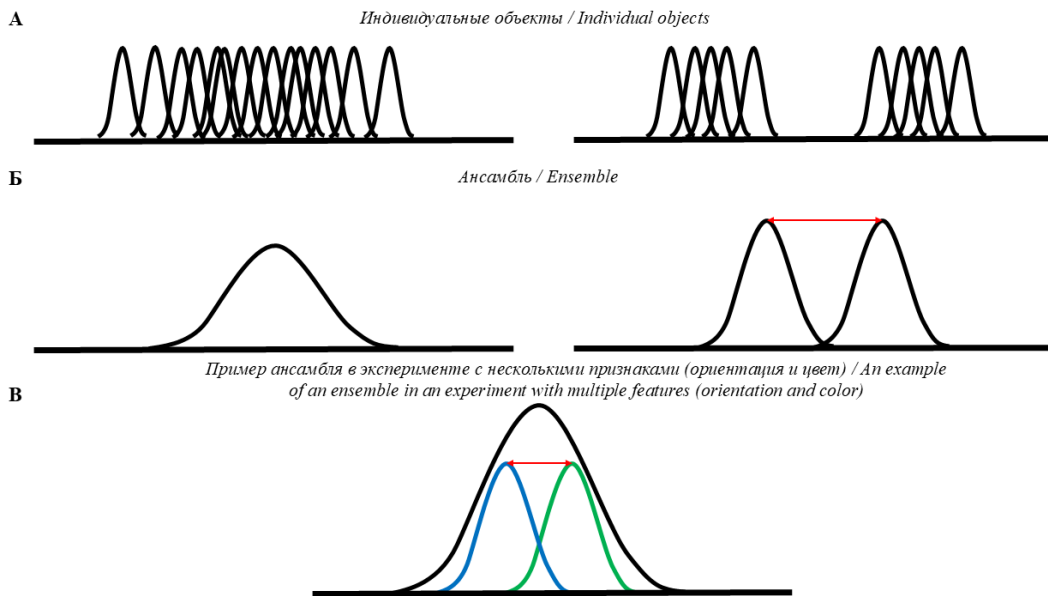 А
Индивидуальные объекты / Individual objects
Б
Ансамбль / Ensemble
Пример ансамбля в эксперименте с несколькими признаками (ориентация и цвет) / An example
of an ensemble in an experiment with multiple features (orientation and color)
В